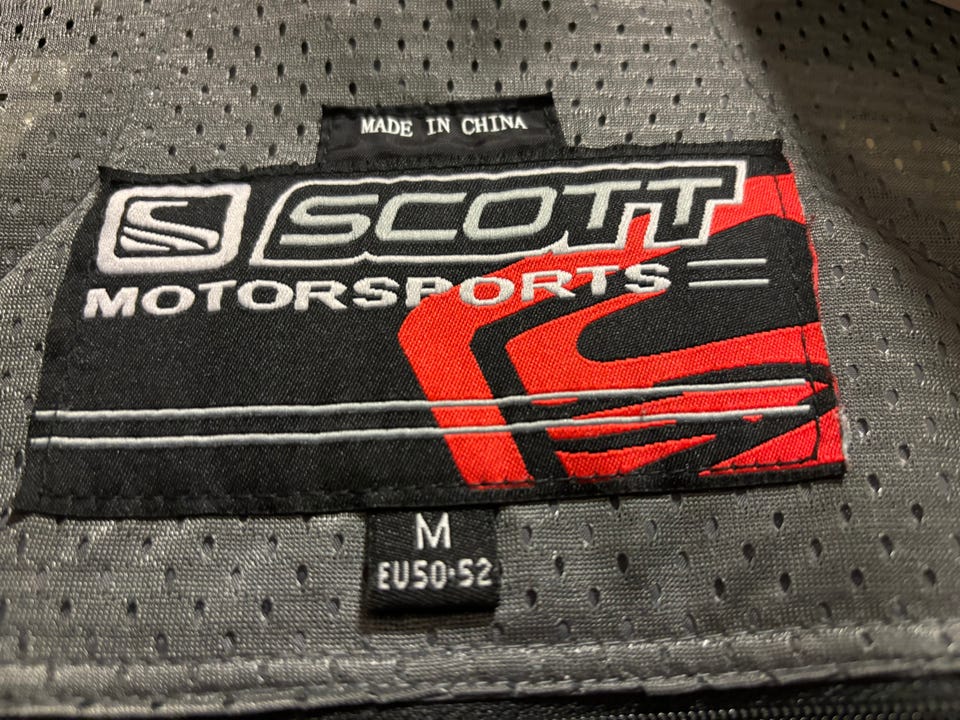 MADE IN CHINA
SCOTT
MOTORSPORTS
M
EU50·52